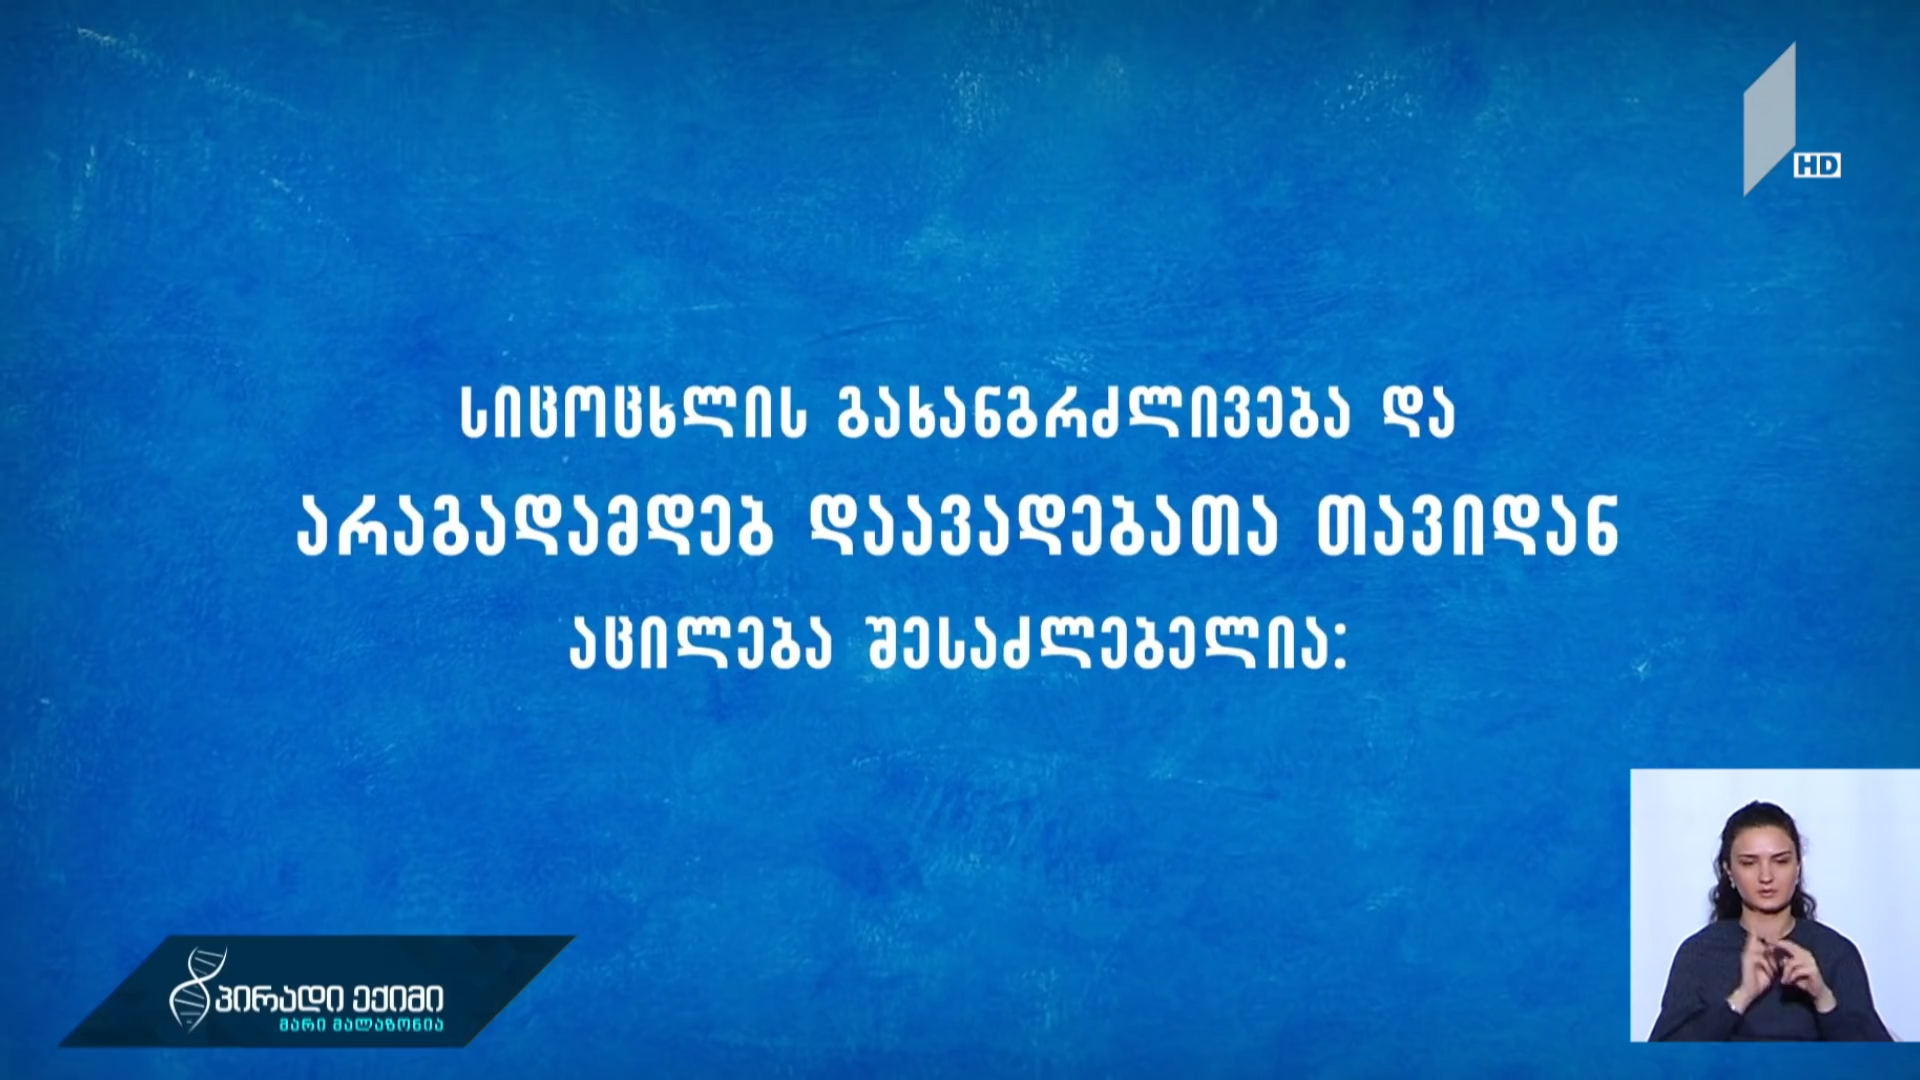 HD
სიცოცხლის გახანგრძლივება და
არაგადამდებ დაავადებათა თავიდან
აცილება შესაძლებელია:
პირადი ექიმი
მარი მალაზონია